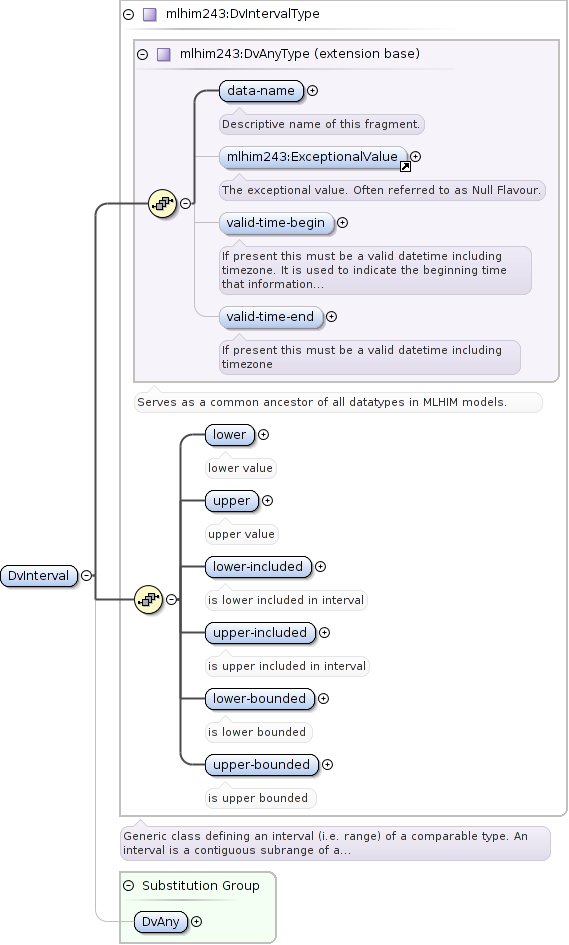 mlhim243:DvIntervalType
mlhim243:DvAnyType (extension base)
data-name
Descriptive name of this fragment.
mlhim243:ExceptionalValue
The exceptional value. Often referred to as Null Flavour.
valid-time-begin
If present this must be a valid datetime including
timezone. It is used to indicate the beginning time
that information...
valid-time-end
If present this must be a valid datetime including
timezone
Serves as a common ancestor of all datatypes in MLHIM models.
lower
lower value
upper
upper value
lower-included
is lower included in interval
DvInterval
upper-included
is upper included in interval
lower-bounded
is lower bounded
upper-bounded
is upper bounded
Generic class defining an interval (i.e. range) of a comparable type. An
interval is a contiguous subrange of a...
Substitution Group
DvAny